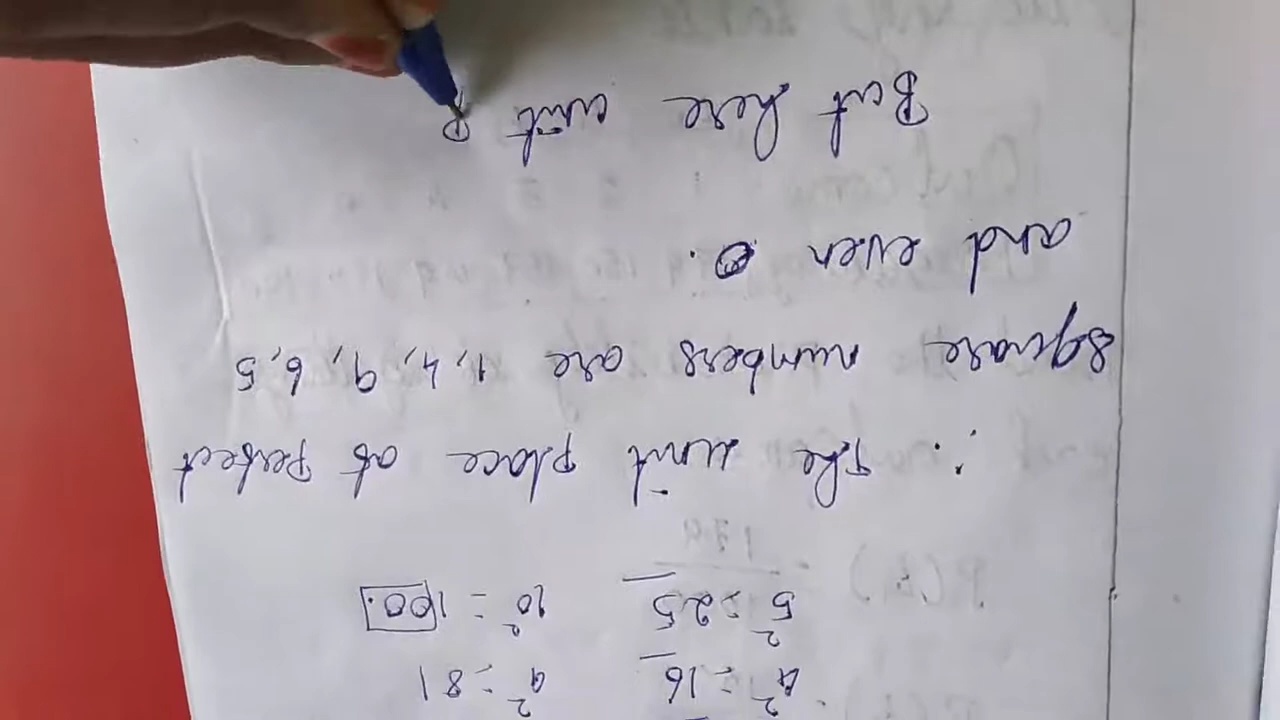 4² = 16 9² = 81
5² = 25 10² = 100.
∴ The unit place of Perfect
square numbers are 1, 4, 9, 6, 5
and even 0.
But here unit P